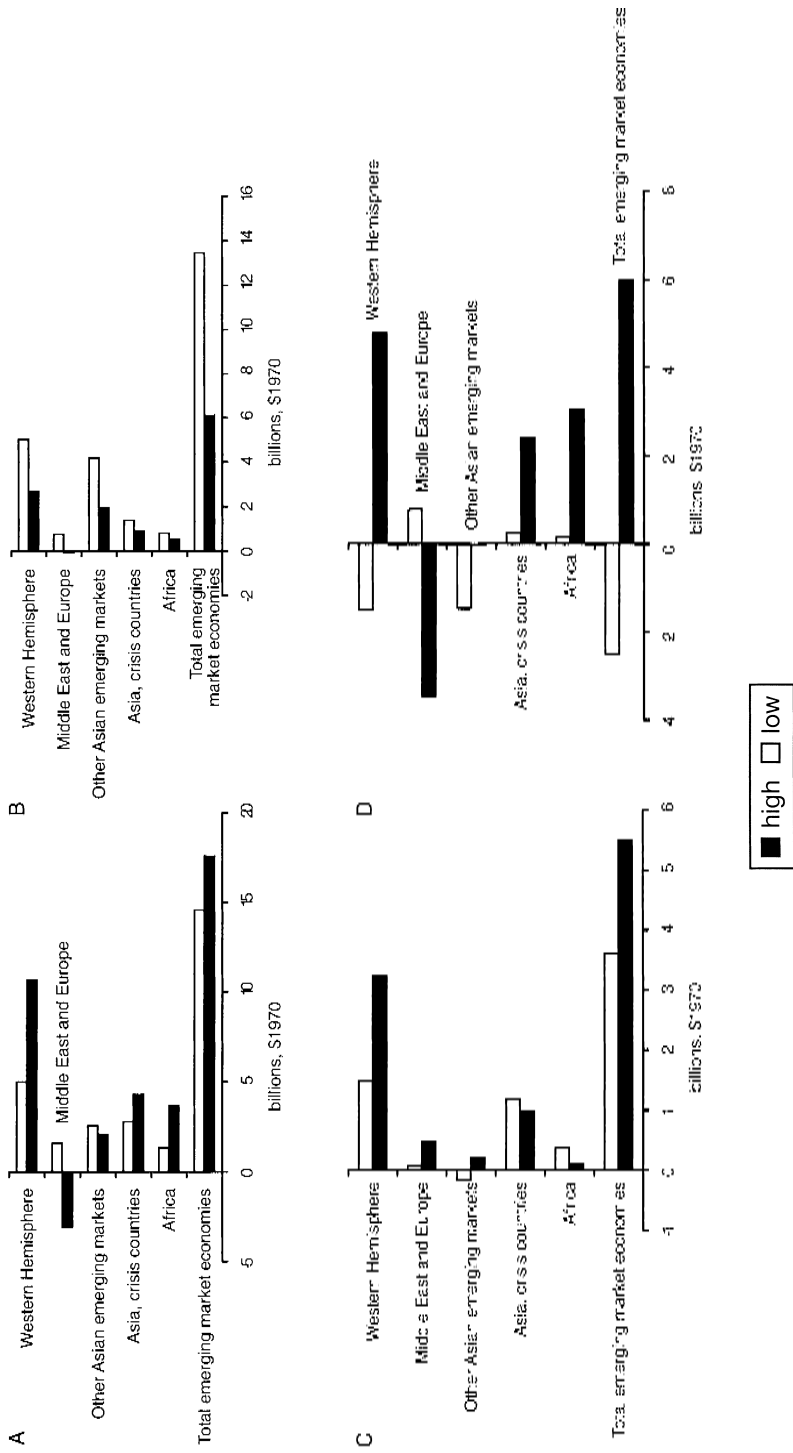 A
Western Hemisphere
Middle East and Europe
Other Asian emerging markets
Asia, crisis countries
Africa
Total emerging market economies
5
0
5
10
15
20
billions, $1970
B
Western Hemisphere
Middle East and Europe
Other Asian emerging markets
Asia, crisis countries
Africa
Total emerging
market economies
-2
0
2
4
6
8
10
12
14
16
billions, $1970
C
Western Hemisphere
Middle East and Europe
Other Asian emerging markets
Asia, crisis countries
Africa
Total emerging market economies
-1
0
1
2
3
4
5
6
billions, $1970
D
Western Hemisphere
Middle East and Europe
Other Asian emerging markets
Asia, crisis countries
Africa
Total emerging market economies
4
2
0
2
4
6
8
billions, $1970
high
low